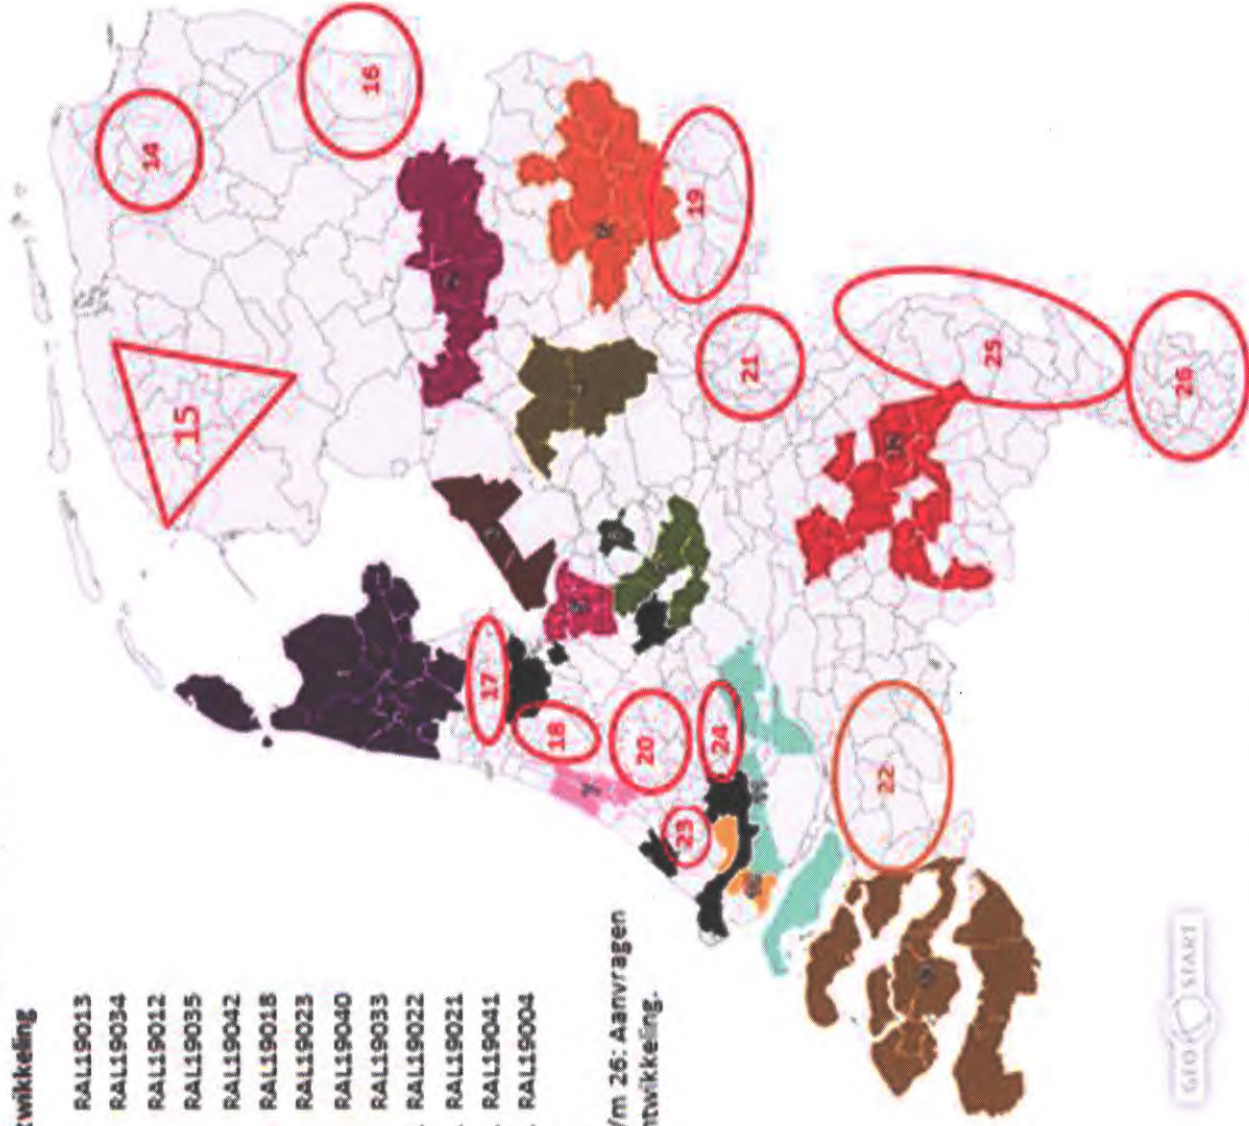 twikkeling
RAL19013
RAL19034
RAL19012
RAL19035
RAL19042
RAL19018
RAL19023
RAL19040
RAL19033
RAL19022
RAL19021
RAL19041
RAL19004
/m 26: Aanvragen
ntwikkeling.
14
15
16
17
18
19
20
21
22
23
24
25
26
GEO START